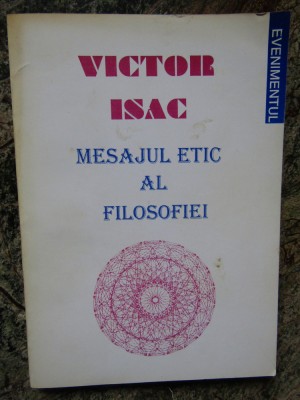 VICTOR
ISAC
EVENIMENTUL
MESAJUL ETIC
AL
FILOSOFIEI